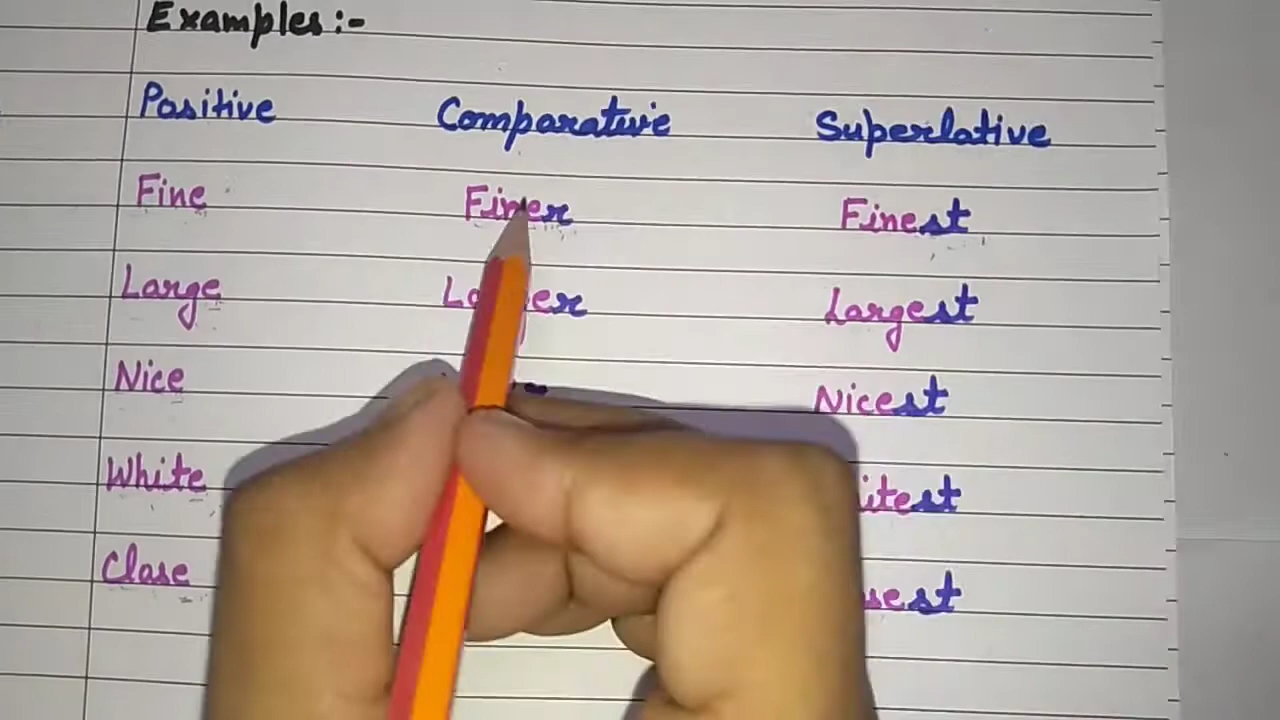 Examples:-
Positive Comparative Superlative
Fine Finer Finest
Large Largest
Nice Nicest
White
Close